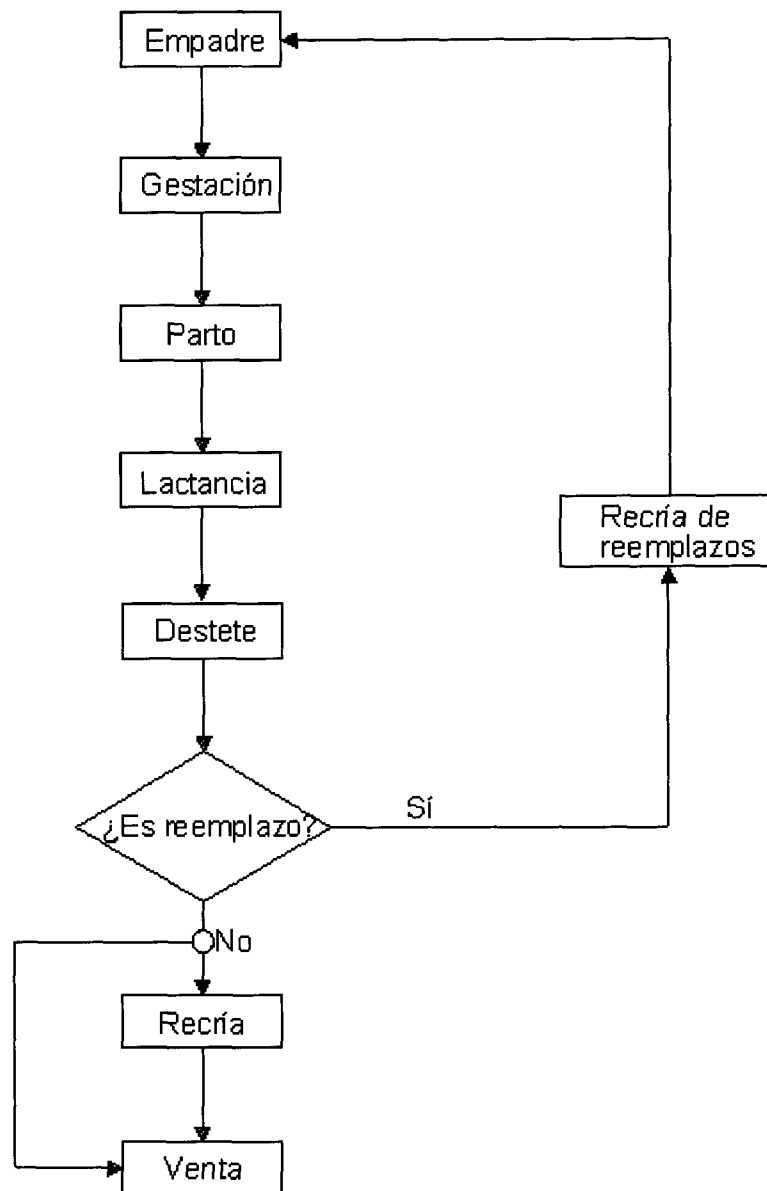 Empadre
Gestación
Parto
Lactancia
Recría de
reemplazos
Destete
¿Es reemplazo?
Sí
No
Recría
Venta